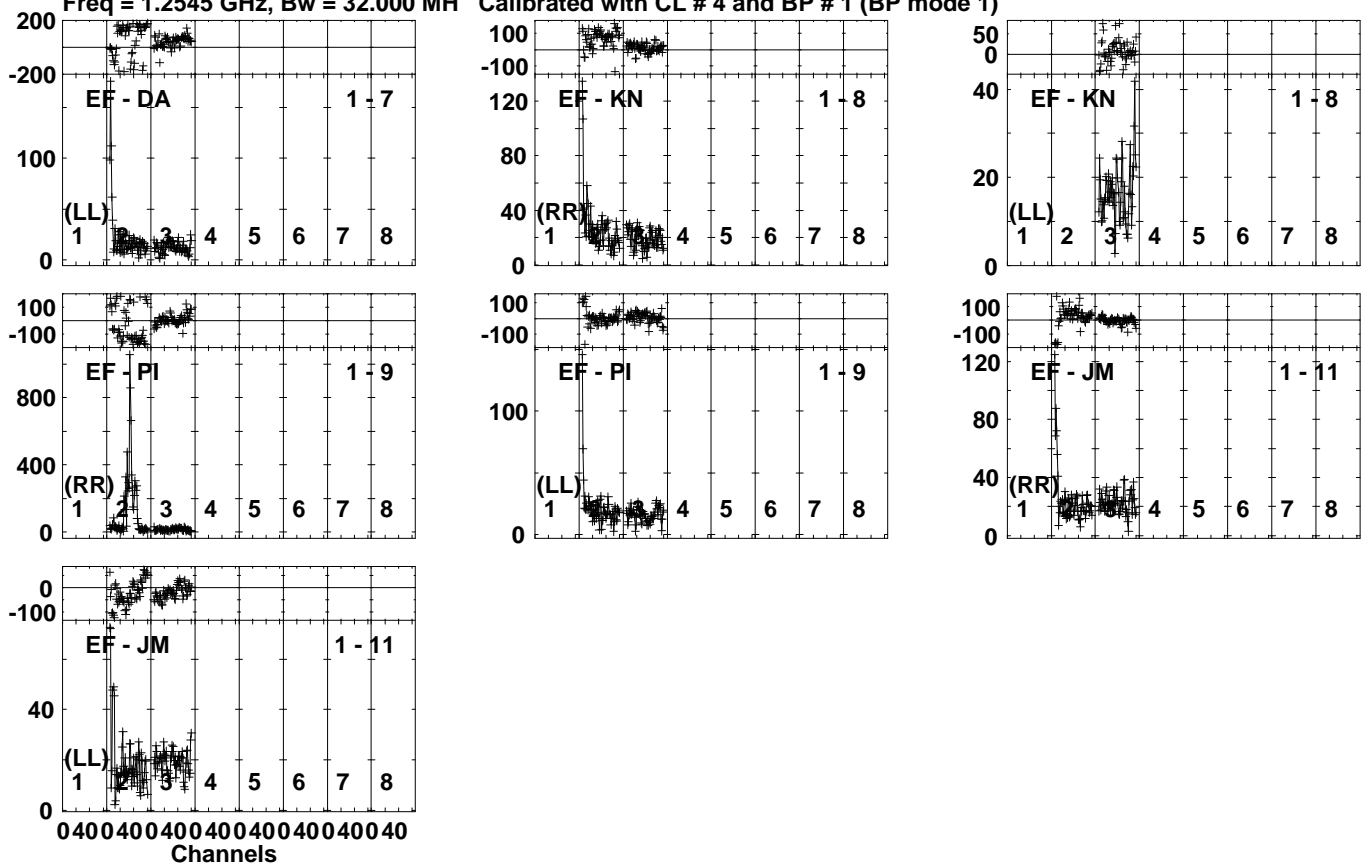 Freq = 1.2545 GHz, Bw = 32.000 MH Calibrated with CL # 4 and BP # 1 (BP mode 1)
200
-200
EF - DA 1 - 7
100
0
(LL)
1 2 3 4 5 6 7 8
100
-100
EF - KN 1 - 8
120
80
40
0
(RR)
1 2 3 4 5 6 7 8
50
0
EF - KN 1 - 8
40
20
0
(LL)
1 2 3 4 5 6 7 8
100
-100
EF - PI 1 - 9
800
400
0
(RR)
1 2 3 4 5 6 7 8
100
-100
EF - PI 1 - 9
100
0
(LL)
1 2 3 4 5 6 7 8
100
-100
EF - JM 1 - 11
120
80
40
0
(RR)
1 2 3 4 5 6 7 8
0
-100
EF - JM 1 - 11
40
0
(LL)
1 2 3 4 5 6 7 8
0 40 0 40 0 40 0 40 0 40 0 40 0 40 0 40
Channels